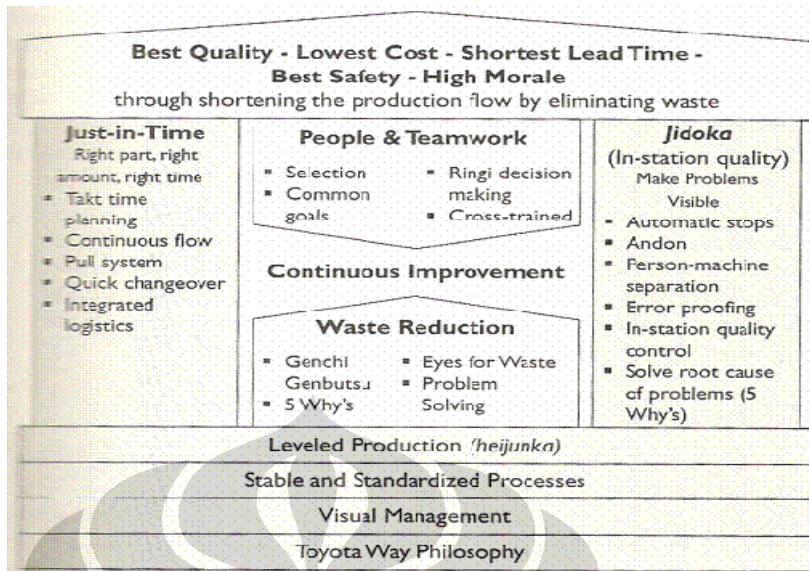 Best Quality - Lowest Cost - Shortest Lead Time -
Best Safety - High Morale
through shortening the production flow by eliminating waste
Just-in-Time
Right part, right
amount, right time
▪ Takt time
planning
▪ Continuous flow
▪ Pull system
▪ Quick changeover
▪ Integrated
logistics
People & Teamwork
▪ Selection
▪ Common
goals
▪ Ringi decision
making
▪ Cross-trained
Continuous Improvement
Waste Reduction
▪ Genchi
Genbutsu
▪ 5 Why's
▪ Eyes for Waste
▪ Problem
Solving
Jidoka
(In-station quality)
Make Problems
Visible
▪ Automatic stops
▪ Andon
▪ Person-machine
separation
▪ Error proofing
▪ In-station quality
control
▪ Solve root cause
of problems (5
Why's)
Leveled Production (heijunka)
Stable and Standardized Processes
Visual Management
Toyota Way Philosophy